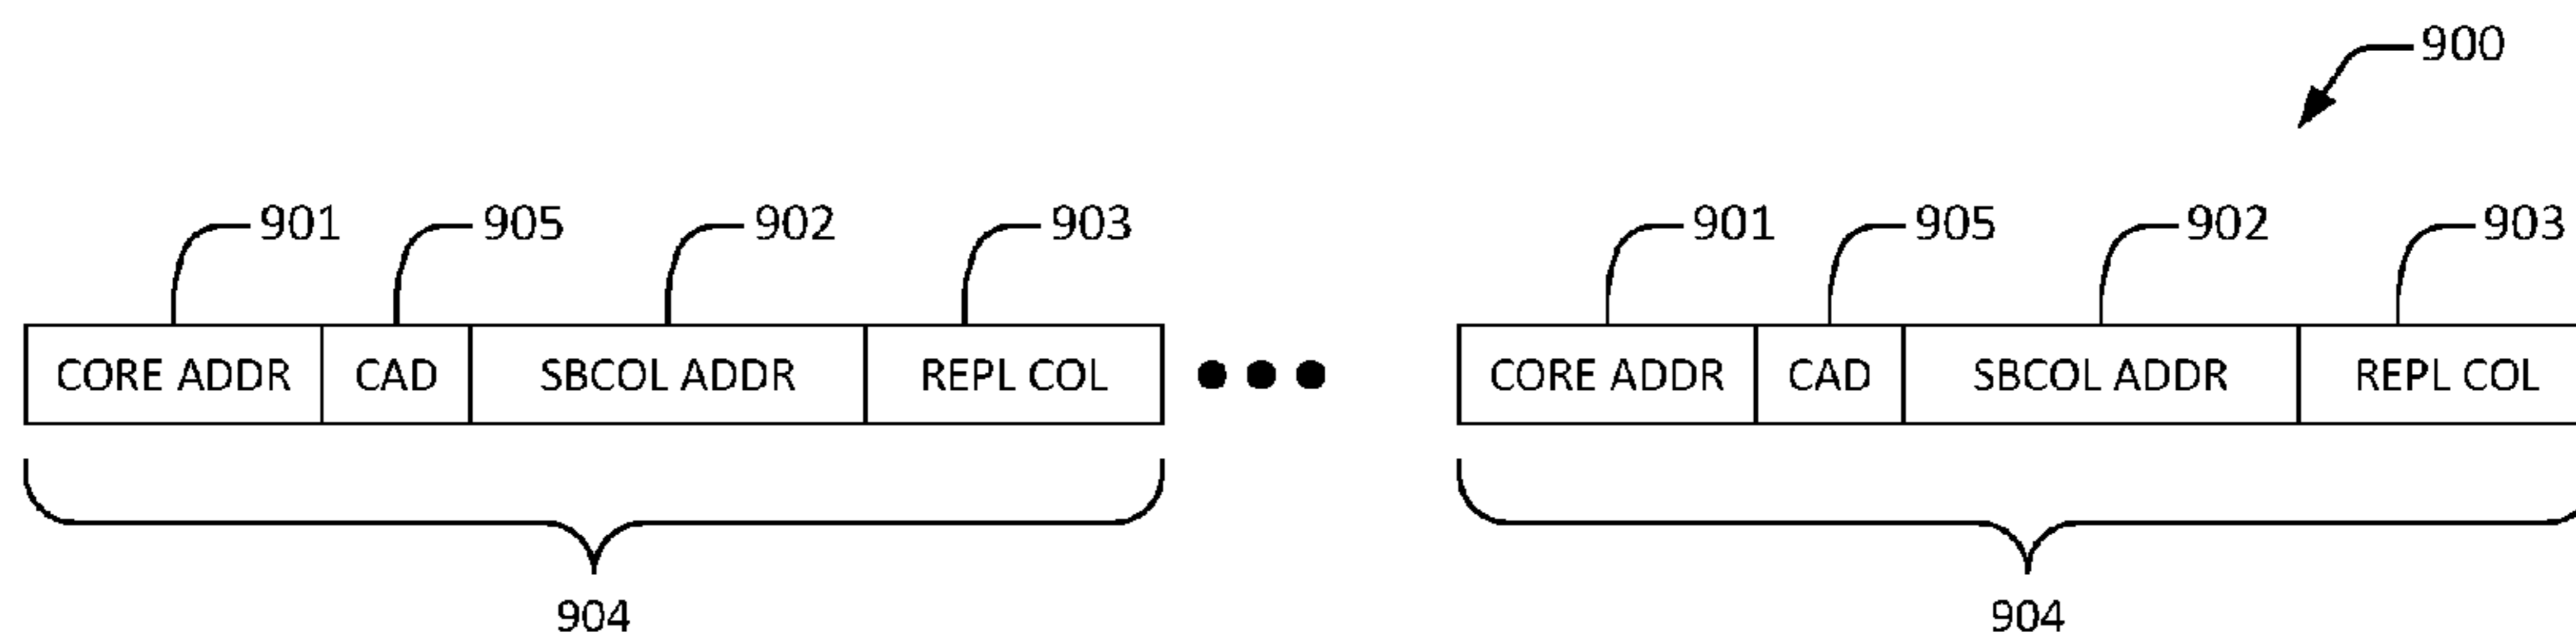 900
901 905 902 903 901 905 902 903
CORE ADDR CAD SBCOL ADDR REPL COL CORE ADDR CAD SBCOL ADDR REPL COL
904 904